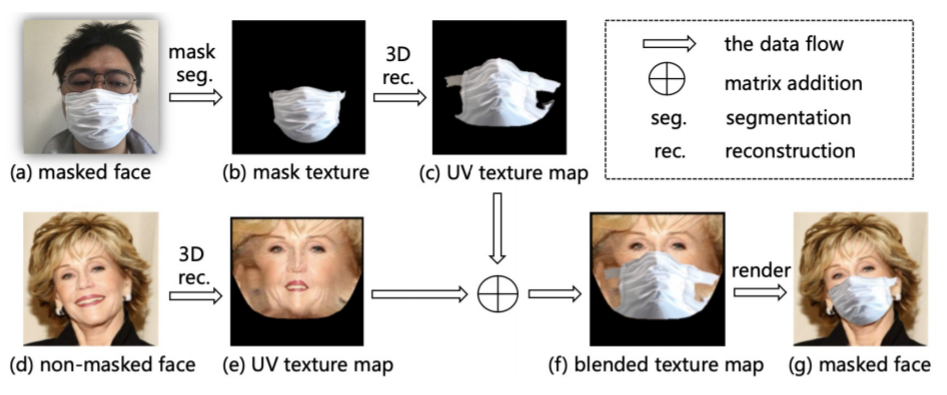 mask
seg.
3D
rec.
the data flow
matrix addition
seg. segmentation
rec. reconstruction
(a) masked face
(b) mask texture
(c) UV texture map
3D
rec.
render
(d) non-masked face
(e) UV texture map
(f) blended texture map
(g) masked face